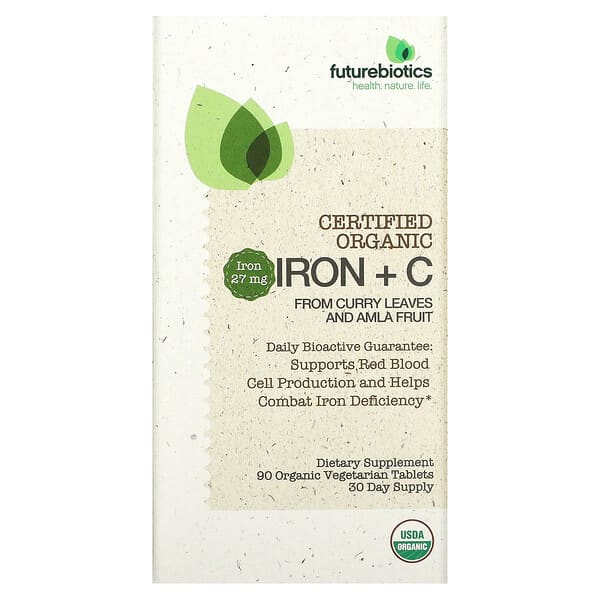 futurebiotics
health. nature. life.
CERTIFIED
ORGANIC
Iron
27 mg
IRON + C
FROM CURRY LEAVES
AND AMLA FRUIT
Daily Bioactive Guarantee:
Supports Red Blood
Cell Production and Helps
Combat Iron Deficiency*
Dietary Supplement
90 Organic Vegetarian Tablets
30 Day Supply
USDA
ORGANIC